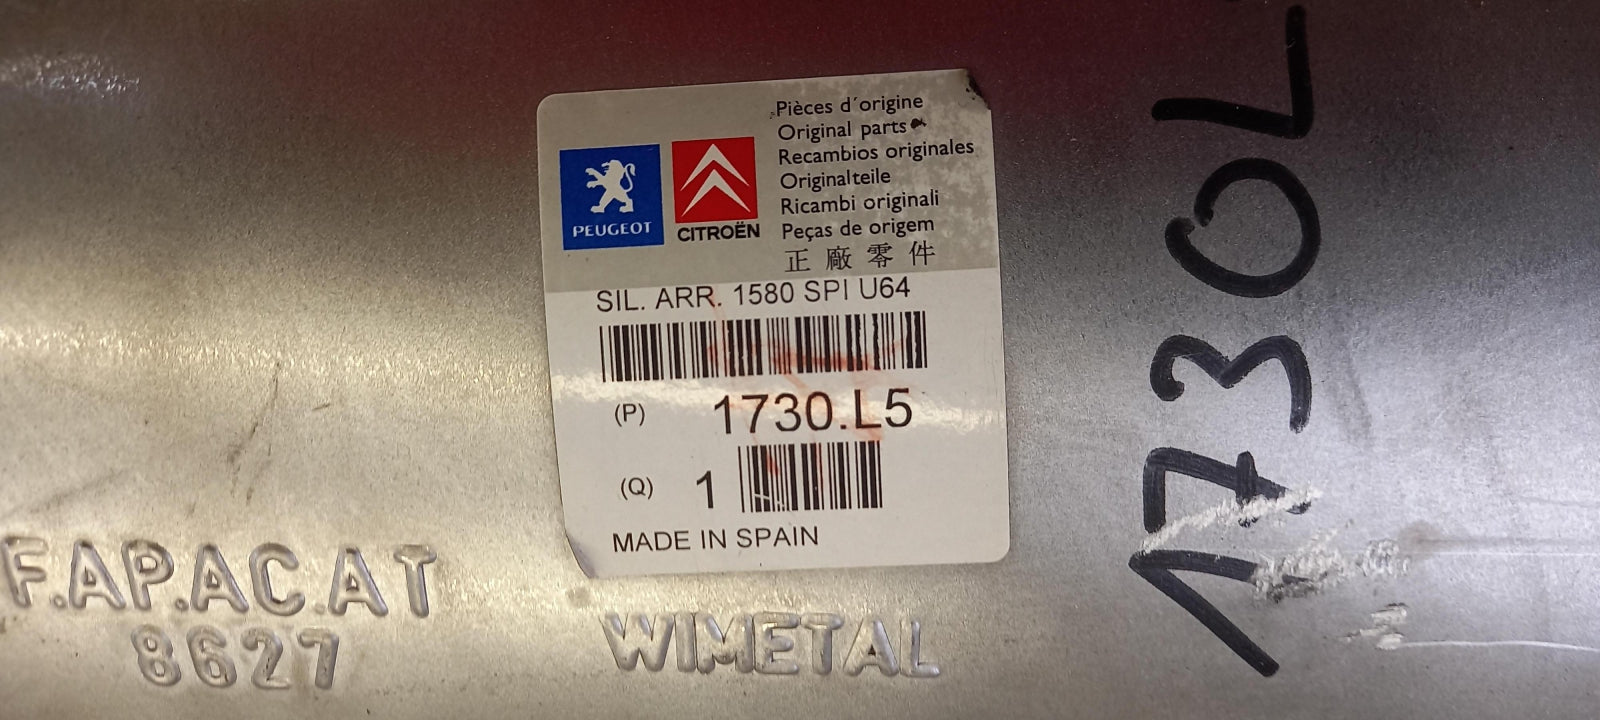 Pièces d'origine
Original parts
Recambios originales
Originalteile
Ricambi originali
Peças de origem
正廠零件
PEUGEOT
CITROËN
SIL. ARR. 1580 SPI U64
(P) 1730.L5
(Q) 1
MADE IN SPAIN
F.AP.AC.AT
8627
WIMETAL
1730L